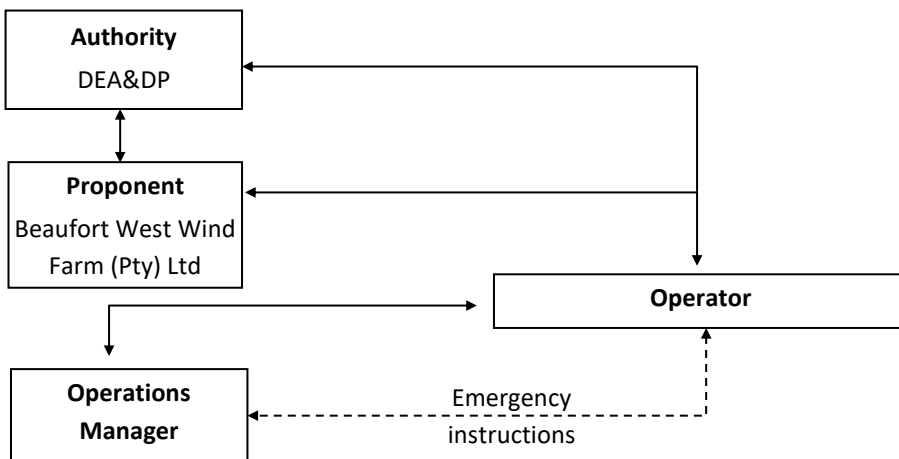 Authority
DEA&DP
Proponent
Beaufort West Wind
Farm (Pty) Ltd
Operator
Operations
Manager
Emergency
instructions